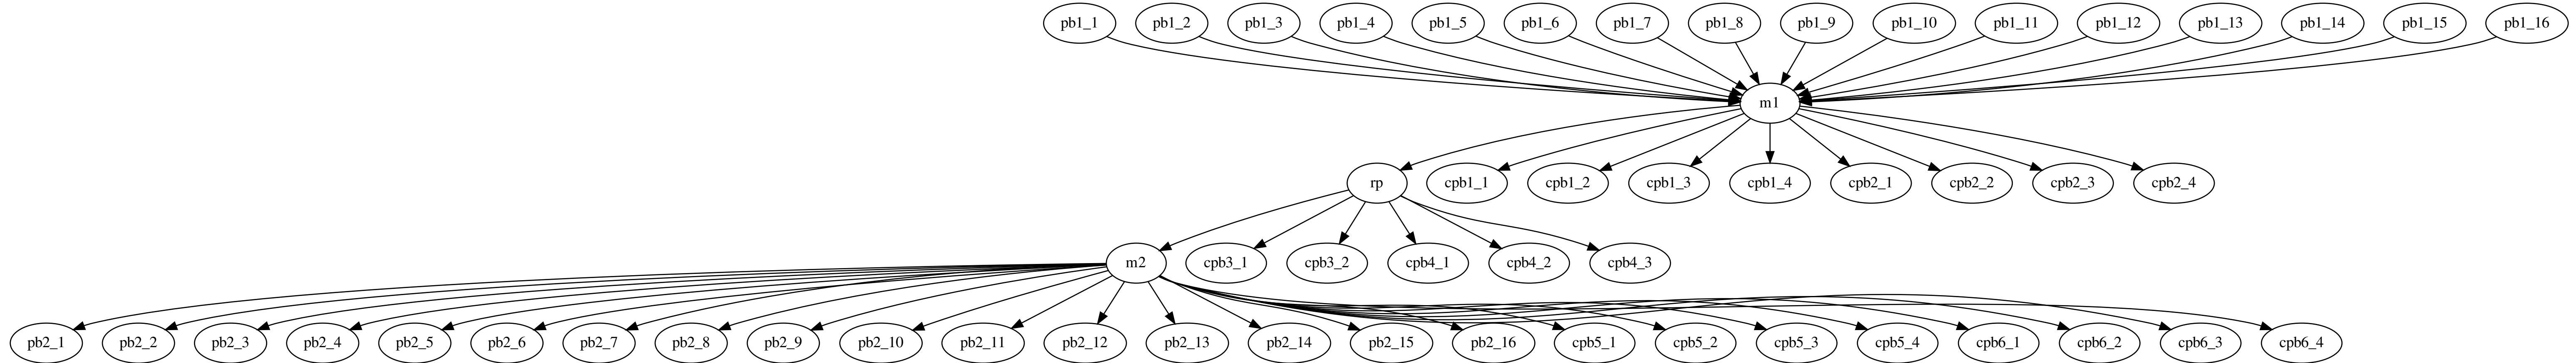 pb1_1 pb1_2 pb1_3 pb1_4 pb1_5 pb1_6 pb1_7 pb1_8 pb1_9 pb1_10 pb1_11 pb1_12 pb1_13 pb1_14 pb1_15 pb1_16
m1
rp cpb1_1 cpb1_2 cpb1_3 cpb1_4 cpb2_1 cpb2_2 cpb2_3 cpb2_4
m2 cpb3_1 cpb3_2 cpb4_1 cpb4_2 cpb4_3
pb2_1 pb2_2 pb2_3 pb2_4 pb2_5 pb2_6 pb2_7 pb2_8 pb2_9 pb2_10 pb2_11 pb2_12 pb2_13 pb2_14 pb2_15 pb2_16 cpb5_1 cpb5_2 cpb5_3 cpb5_4 cpb6_1 cpb6_2 cpb6_3 cpb6_4